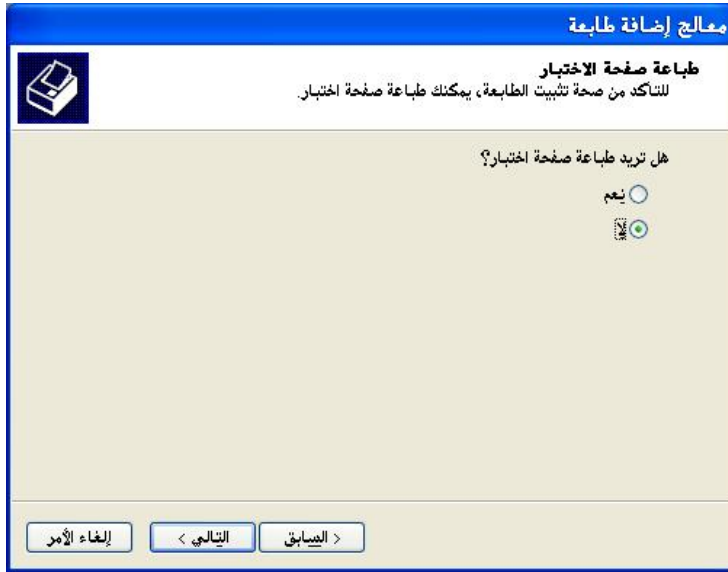 معالج إضافة طابعة
طباعة صفحة الاختبار
للتأكد من صحة تثبيت الطابعة، يمكنك طباعة صفحة اختبار.
هل تريد طباعة صفحة اختبار؟
نعم
لا
< السابق
التالي >
إلغاء الأمر